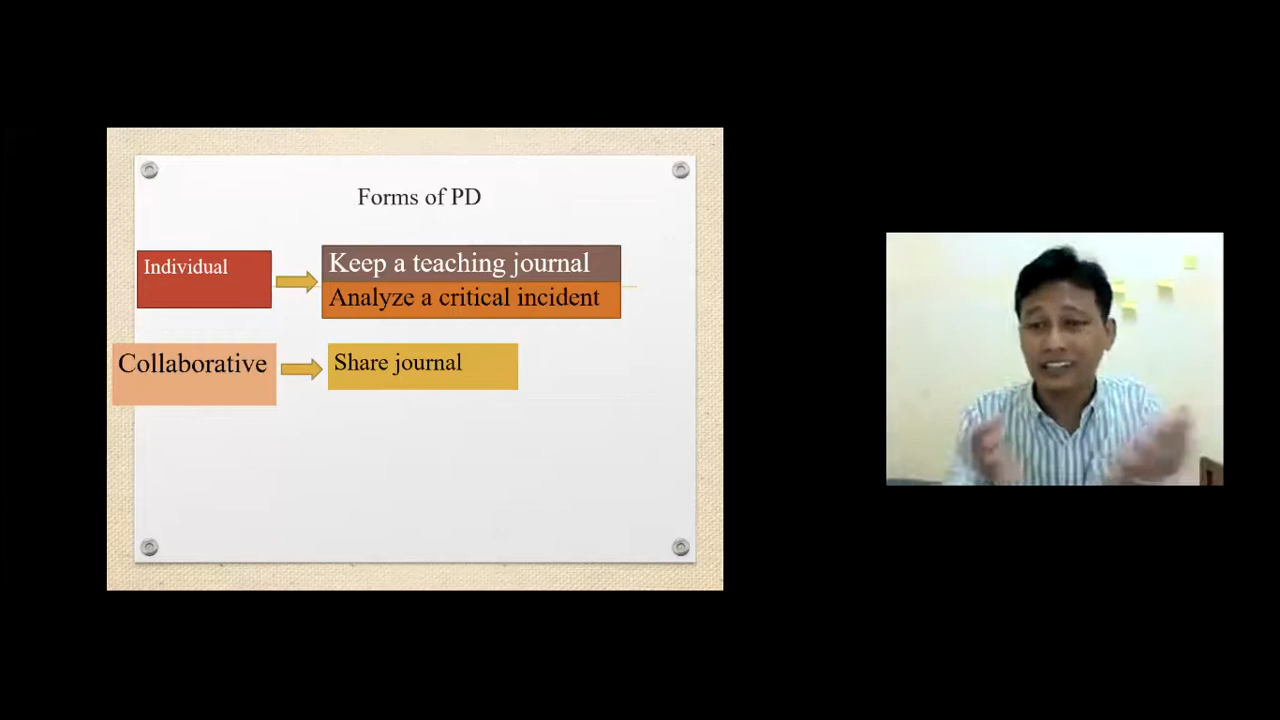 Forms of PD
Individual
Keep a teaching journal
Analyze a critical incident
Collaborative
Share journal